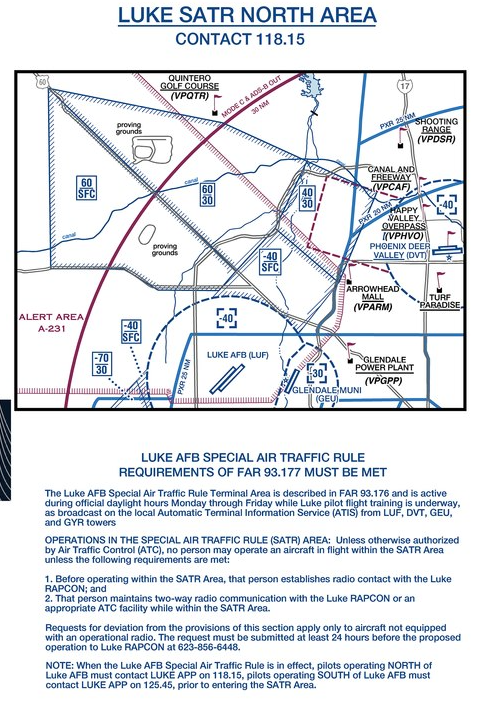 LUKE SATR NORTH AREA
CONTACT 118.15
60
QUINTERO
GOLF COURSE
(VPQTR)
MODE C & ADS-B OUT
30 NM
17
PXR 25 NM
SHOOTING
RANGE
(VPDSR)
proving
grounds
canal
CANAL AND
FREEWAY
(VPCAF)
60
SFC
60
30
40
30
PXR 20 NM
HAPPY
VALLEY
OVERPASS
(VPHVO)
-40
PHOENIX DEER
VALLEY (DVT)
canal
proving
grounds
-40
SFC
ARROWHEAD
MALL
(VPARM)
TURF
PARADISE
ALERT AREA
A-231
-40
SFC
-40
-70
30
PXR 25 NM
LUKE AFB (LUF)
-30
GLENDALE
POWER PLANT
(VPGPP)
GLENDALE MUNI
(GEU)
LUKE AFB SPECIAL AIR TRAFFIC RULE
REQUIREMENTS OF FAR 93.177 MUST BE MET
The Luke AFB Special Air Traffic Rule Terminal Area is described in FAR 93.176 and is active
during official daylight hours Monday through Friday while Luke pilot flight training is underway,
as broadcast on the local Automatic Terminal Information Service (ATIS) from LUF, DVT, GEU,
and GYR towers
OPERATIONS IN THE SPECIAL AIR TRAFFIC RULE (SATR) AREA: Unless otherwise authorized
by Air Traffic Control (ATC), no person may operate an aircraft in flight within the SATR Area
unless the following requirements are met:
1. Before operating within the SATR Area, that person establishes radio contact with the Luke
RAPCON; and
2. That person maintains two-way radio communication with the Luke RAPCON or an
appropriate ATC facility while within the SATR Area.
Requests for deviation from the provisions of this section apply only to aircraft not equipped
with an operational radio. The request must be submitted at least 24 hours before the proposed
operation to Luke RAPCON at 623-856-6448.
NOTE: When the Luke AFB Special Air Traffic Rule is in effect, pilots operating NORTH of
Luke AFB must contact LUKE APP on 118.15, pilots operating SOUTH of Luke AFB must
contact LUKE APP on 125.45, prior to entering the SATR Area.